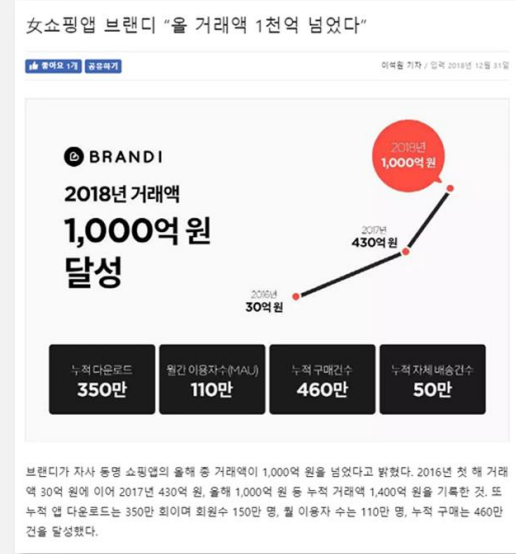 女쇼핑앱 브랜디 “올 거래액 1천억 넘었다”
좋아요 1개 공유하기
이석원 기자 / 입력 2018년 12월 31일
BRANDI
2018년 거래액
1,000억 원
달성
2018년
1,000억 원
2017년
430억 원
2016년
30억 원
누적 다운로드
350만
월간 이용자수(MAU)
110만
누적 구매건수
460만
누적 자체 배송건수
50만
브랜디가 자사 동명 쇼핑앱의 올해 총 거래액이 1,000억 원을 넘었다고 밝혔다. 2016년 첫 해 거래
액 30억 원에 이어 2017년 430억 원, 올해 1,000억 원 등 누적 거래액 1,400억 원을 기록한 것. 또
누적 앱 다운로드는 350만 회이며 회원수 150만 명, 월 이용자 수는 110만 명, 누적 구매는 460만
건을 달성했다.